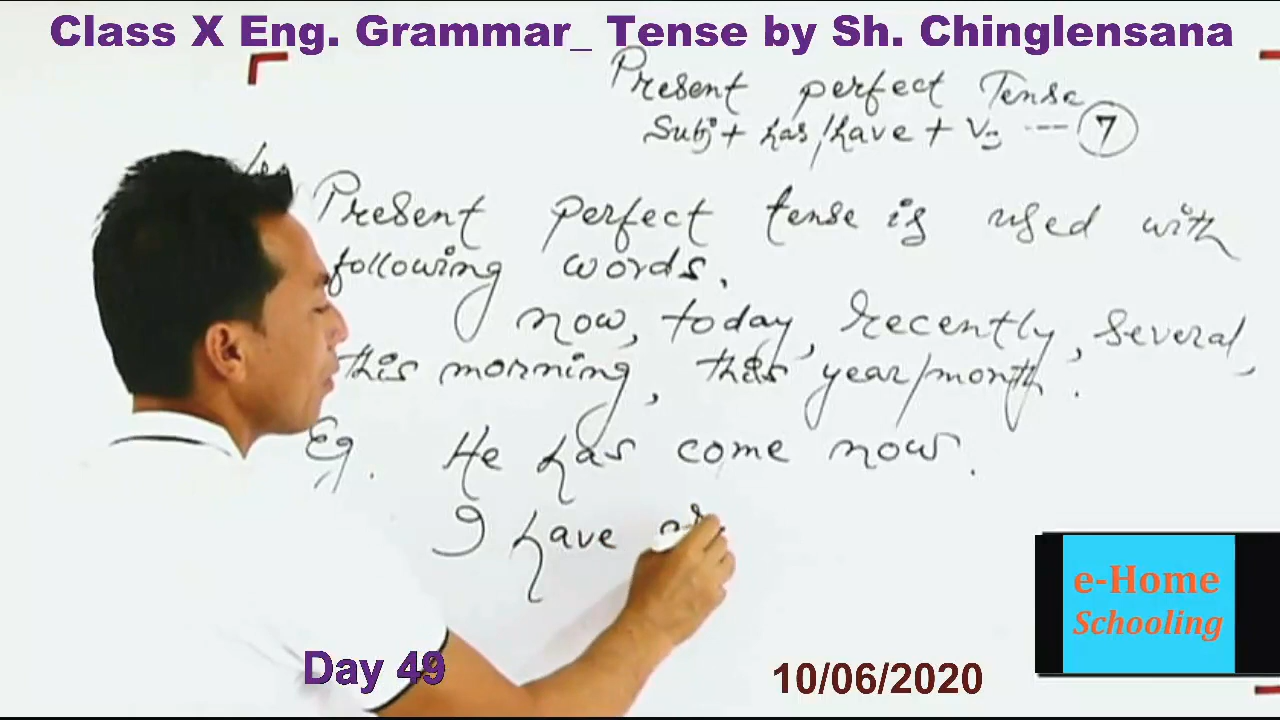 Class X Eng. Grammar_ Tense by Sh. Chinglensana
Present perfect Tense
Subj + has/have + V3 --- 7
Present perfect tense is used with
following words.
now, today, recently, several,
this morning, this year/month.
Eg. He has come now.
I have
e-Home
Schooling
Day 49
10/06/2020